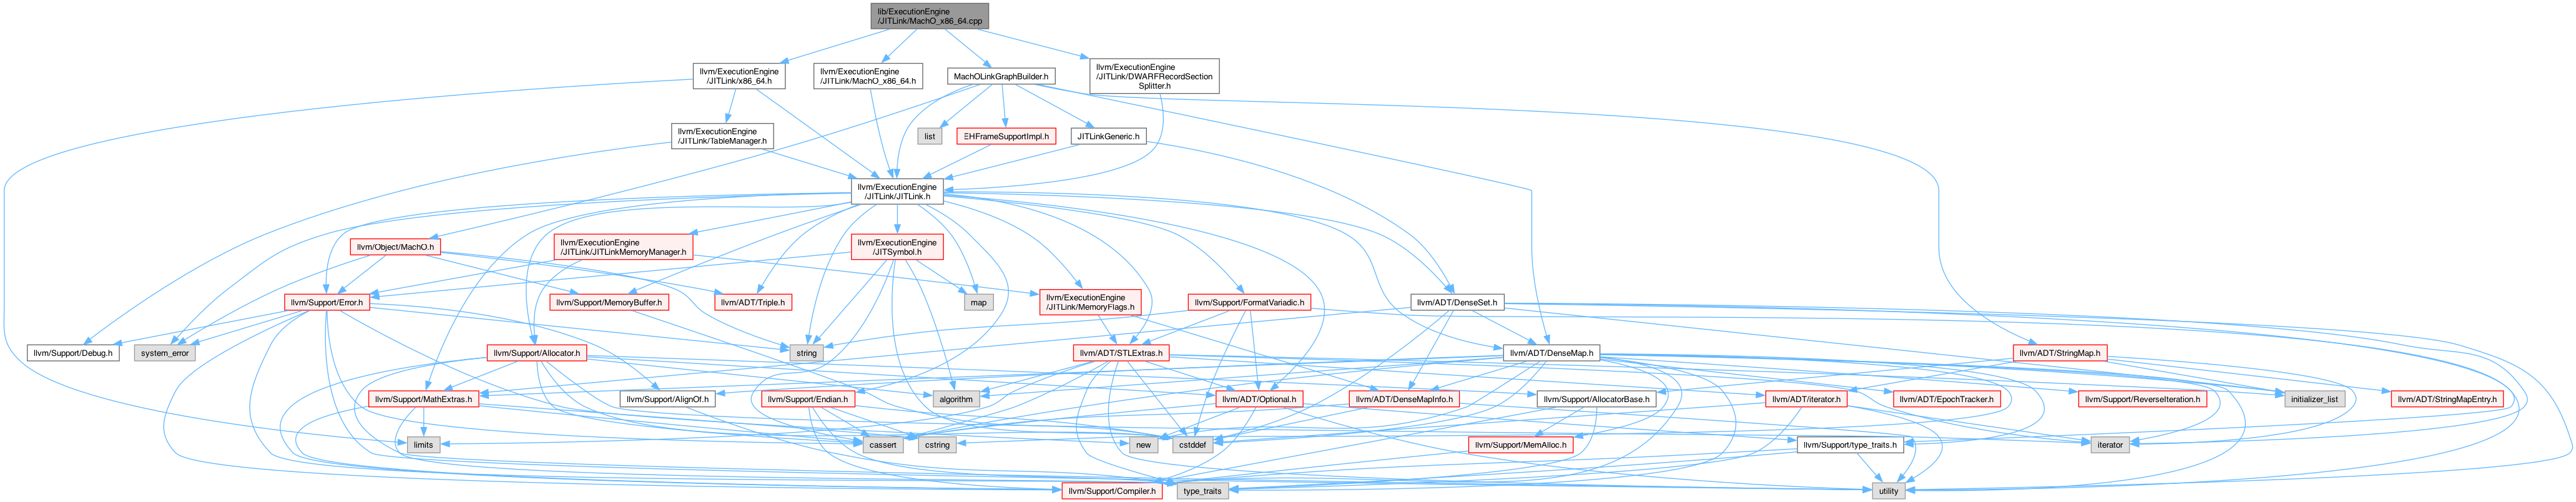 lib/ExecutionEngine
/JITLink/MachO_x86_64.cpp
llvm/ExecutionEngine
/JITLink/x86_64.h
llvm/ExecutionEngine
/JITLink/MachO_x86_64.h
MachOLinkGraphBuilder.h
llvm/ExecutionEngine
/JITLink/DWARFRecordSection
Splitter.h
llvm/ExecutionEngine
/JITLink/TableManager.h
list
EHFrameSupportImpl.h
JITLinkGeneric.h
llvm/ExecutionEngine
/JITLink/JITLink.h
llvm/Object/MachO.h
llvm/ExecutionEngine
/JITLink/JITLinkMemoryManager.h
llvm/ExecutionEngine
/JITSymbol.h
llvm/Support/Error.h
llvm/Support/MemoryBuffer.h
llvm/ADT/Triple.h
map
llvm/ExecutionEngine
/JITLink/MemoryFlags.h
llvm/Support/FormatVariadic.h
llvm/ADT/DenseSet.h
llvm/Support/Debug.h
system_error
llvm/Support/Allocator.h
string
llvm/ADT/STLExtras.h
llvm/ADT/DenseMap.h
llvm/ADT/StringMap.h
llvm/Support/MathExtras.h
llvm/Support/AlignOf.h
llvm/Support/Endian.h
algorithm
llvm/ADT/Optional.h
llvm/ADT/DenseMapInfo.h
llvm/Support/AllocatorBase.h
llvm/ADT/iterator.h
llvm/ADT/EpochTracker.h
llvm/Support/ReverseIteration.h
initializer_list
llvm/ADT/StringMapEntry.h
limits
cassert
cstring
new
cstddef
llvm/Support/MemAlloc.h
llvm/Support/type_traits.h
iterator
llvm/Support/Compiler.h
type_traits
utility